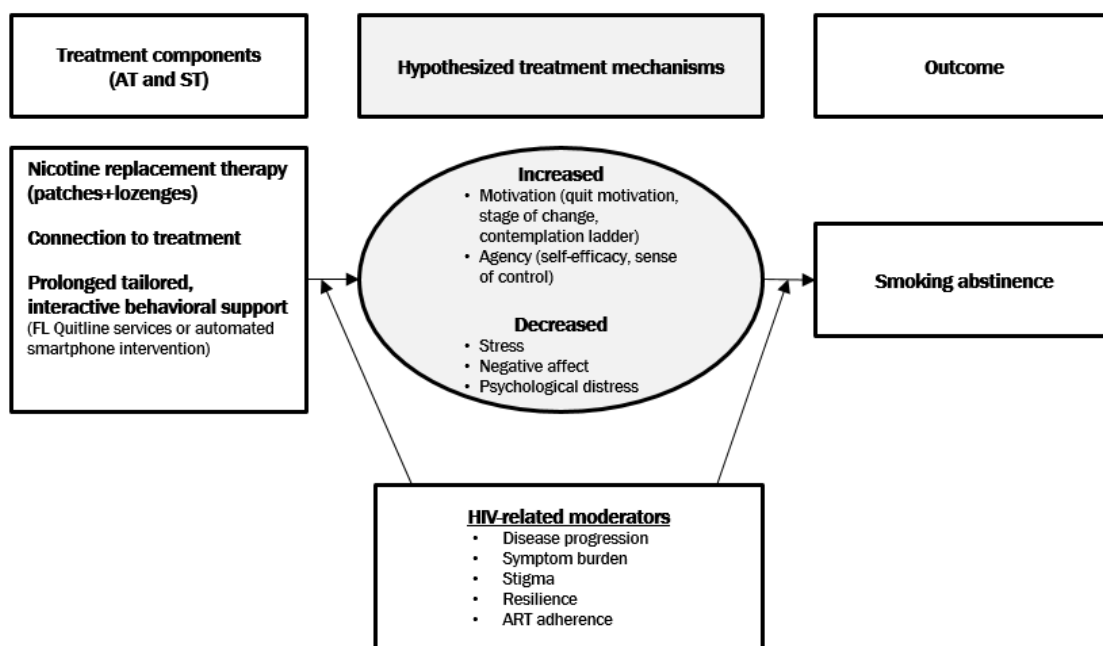 Treatment components
(AT and ST)
Hypothesized treatment mechanisms
Outcome
Nicotine replacement therapy
(patches+lozenges)
Connection to treatment
Prolonged tailored,
interactive behavioral support
(FL Quitline services or automated
smartphone intervention)
Increased
• Motivation (quit motivation,
stage of change,
contemplation ladder)
• Agency (self-efficacy, sense
of control)
Decreased
• Stress
• Negative affect
• Psychological distress
Smoking abstinence
HIV-related moderators
• Disease progression
• Symptom burden
• Stigma
• Resilience
• ART adherence